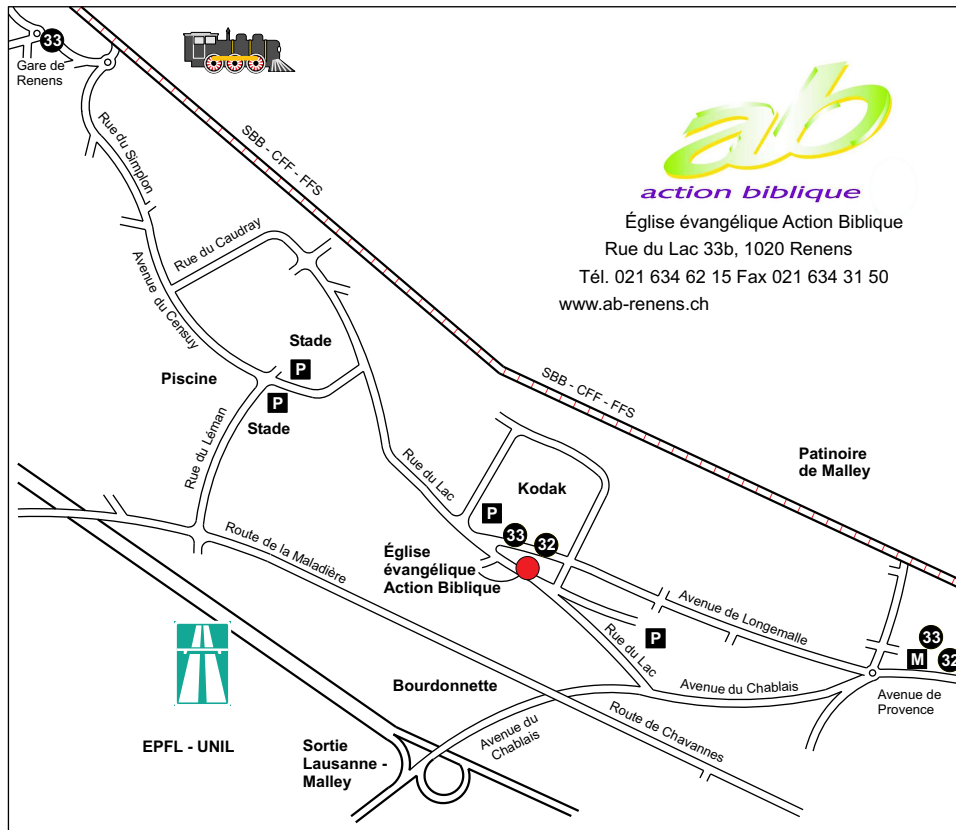 33
Gare de
Renens
SBB - CFF - FFS
ab
action biblique
Église évangélique Action Biblique
Rue du Lac 33b, 1020 Renens
Tél. 021 634 62 15 Fax 021 634 31 50
www.ab-renens.ch
Rue du Simplon
Rue du Caudray
Avenue du Censuy
Stade
P
Piscine
P
Stade
SBB - CFF - FFS
Rue du Léman
Rue du Lac
Patinoire
de Malley
Kodak
P
33
32
Route de la Maladière
Église
évangélique
Action Biblique
Avenue de Longemalle
P
Rue du Lac
33
M
32
Bourdonnette
Avenue du Chablais
Avenue de
Provence
Route de Chavannes
Avenue du
Chablais
EPFL - UNIL
Sortie
Lausanne -
Malley